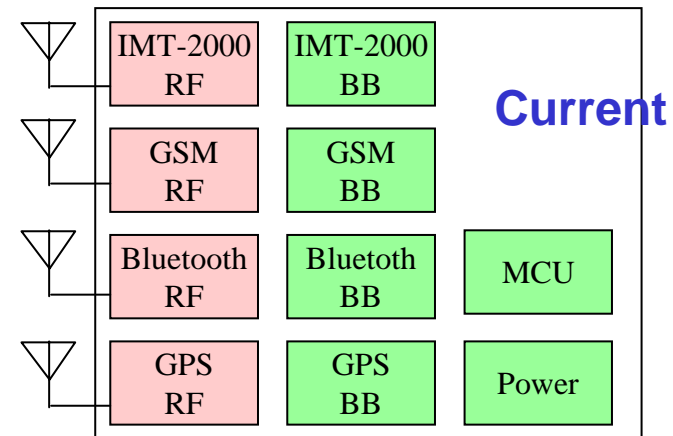 IMT-2000
RF
IMT-2000
BB
Current
GSM
RF
GSM
BB
Bluetooth
RF
Bluetoth
BB
MCU
GPS
RF
GPS
BB
Power